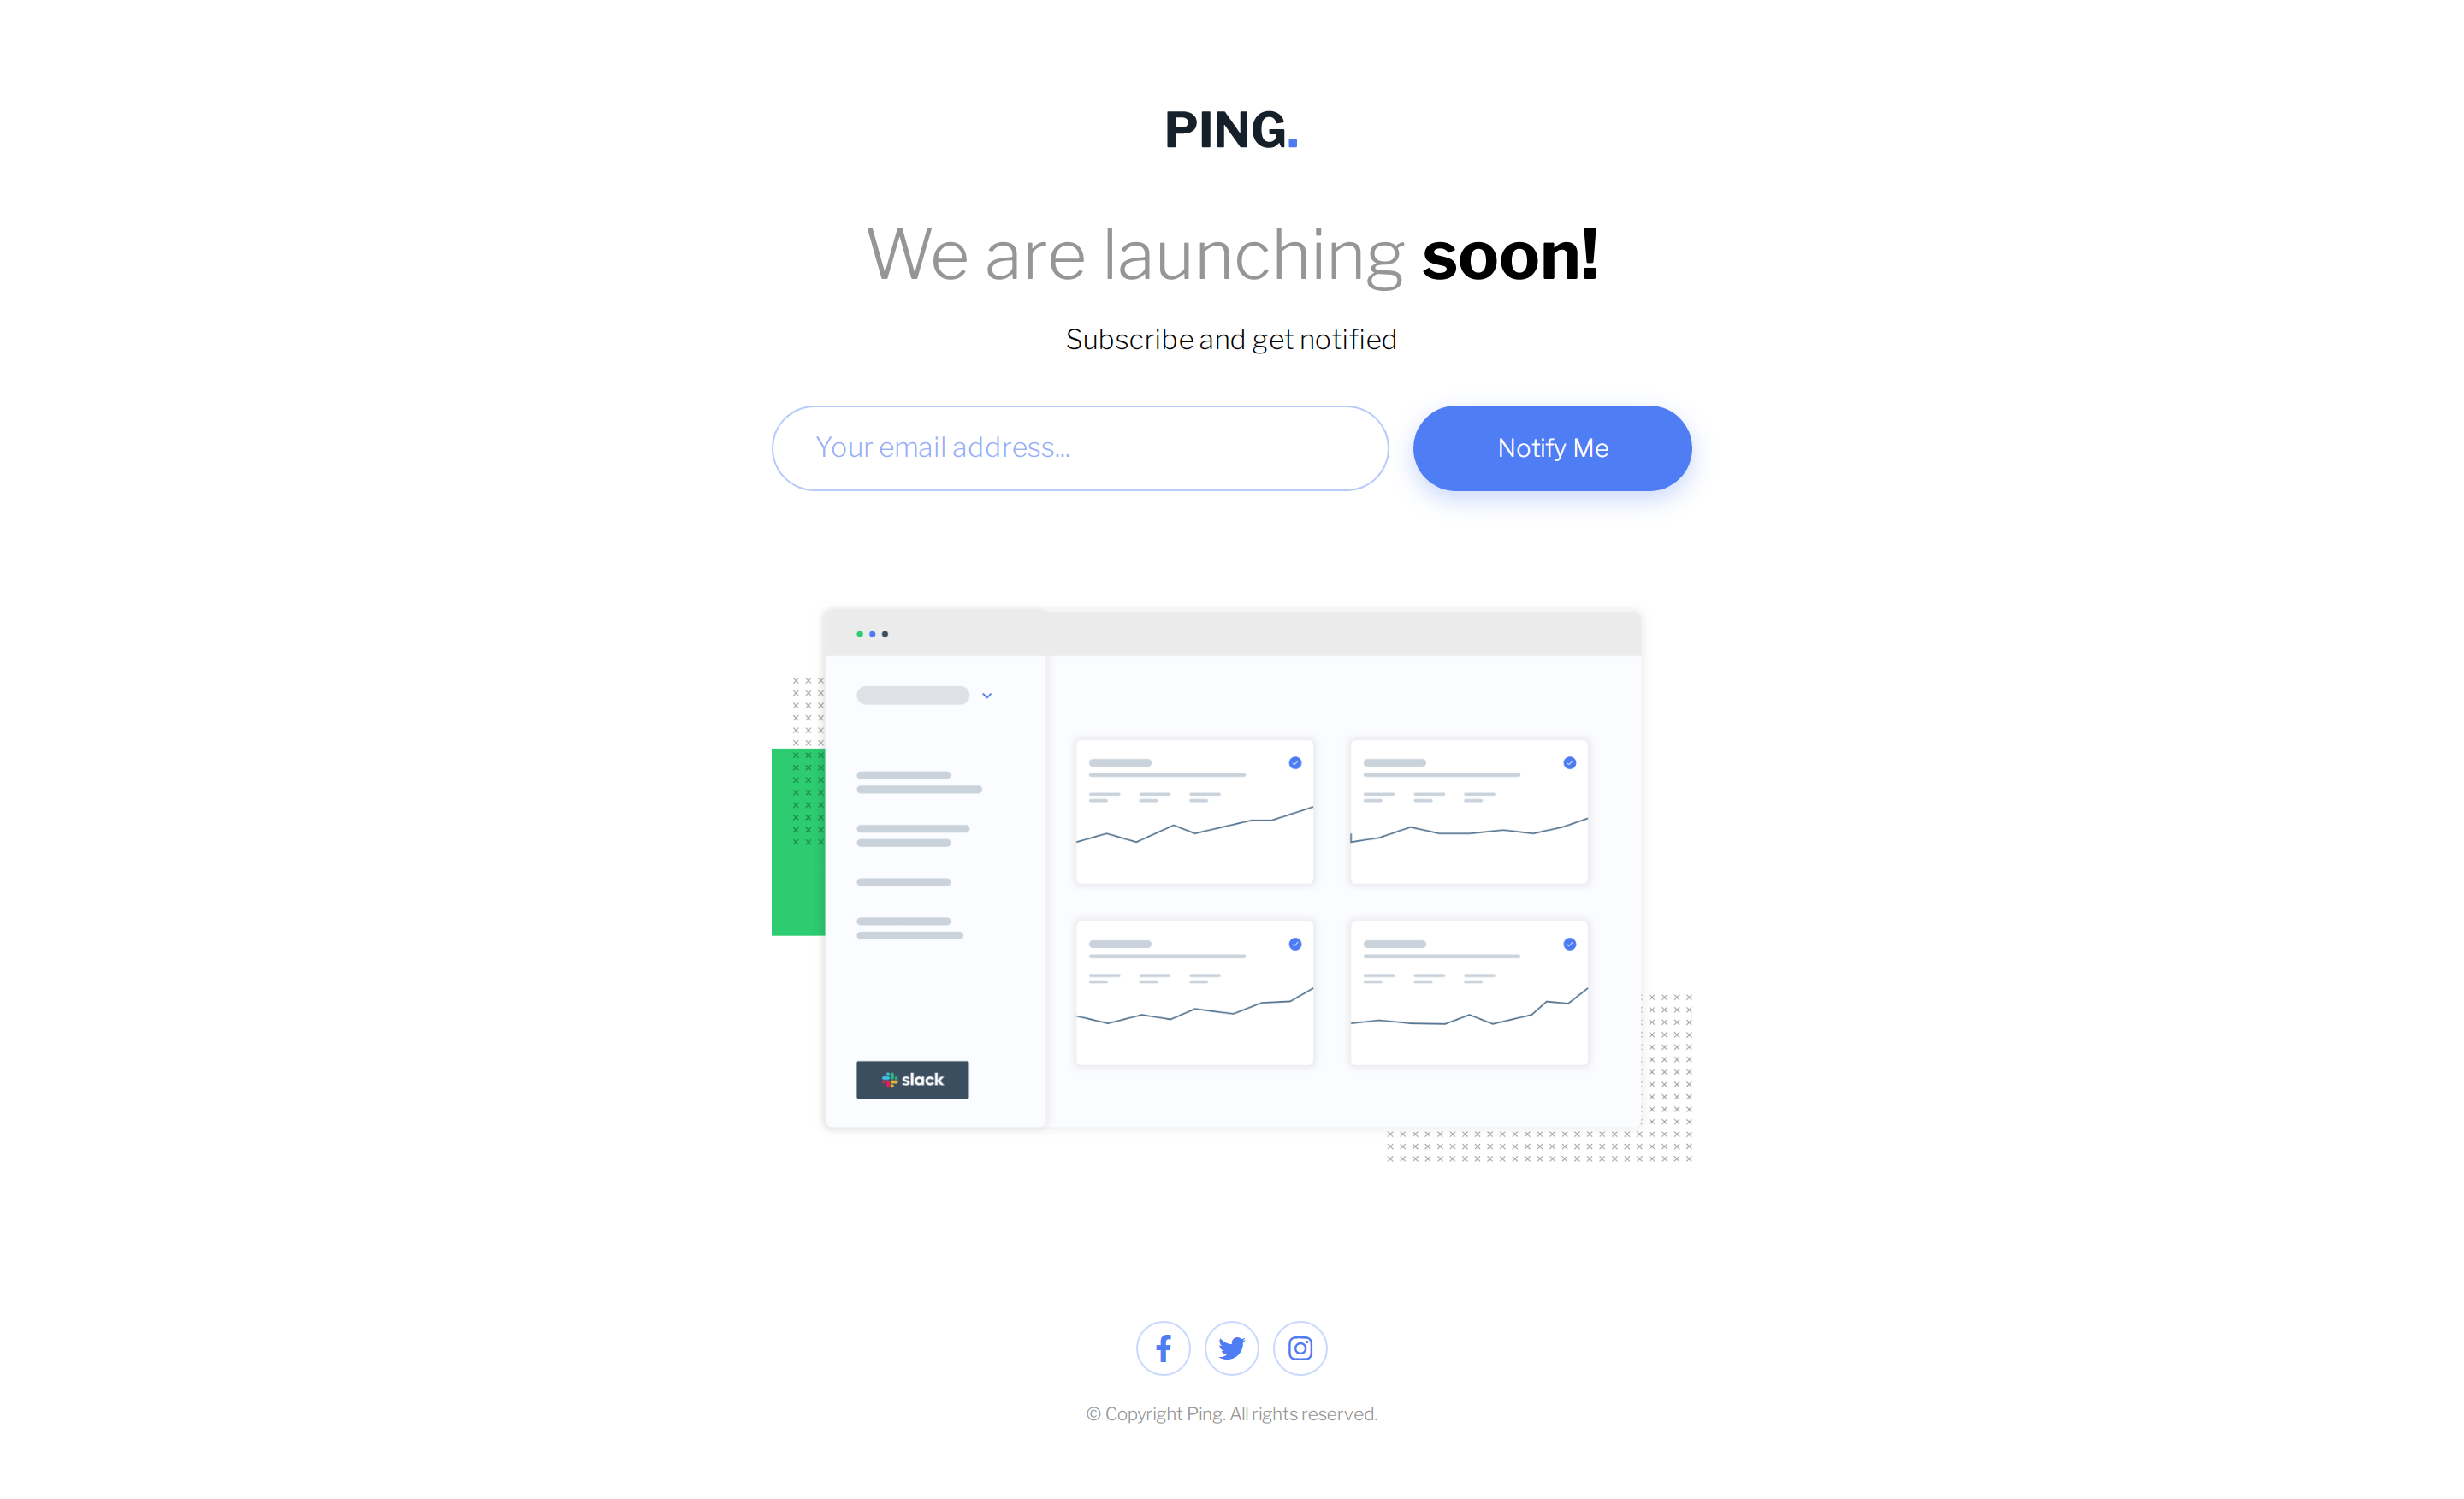 PING.
We are launching soon!
Subscribe and get notified
Your email address...
Notify Me
slack
© Copyright Ping. All rights reserved.